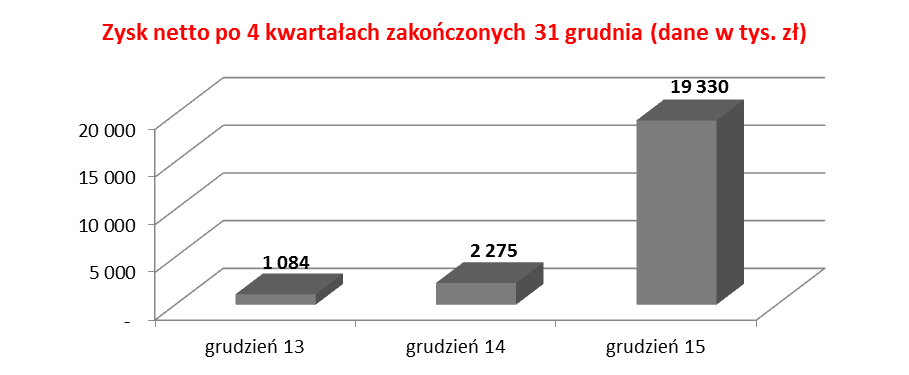 Zysk netto po 4 kwartałach zakończonych 31 grudnia (dane w tys. zł)
19 330
20 000
15 000
10 000
2 275
1 084
5 000
-
grudzień 13
grudzień 14
grudzień 15